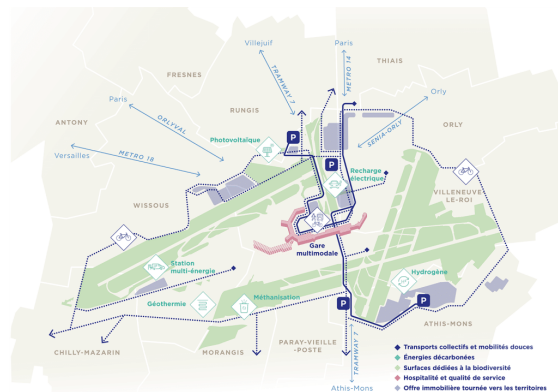 Villejuif
Paris
THIAIS
FRESNES
TRAMWAY 7
METRO 14
Paris
Orly
RUNGIS
ORLYVAL
ANTONY
ORLY
P
SENIA-ORLY
Photovoltaïque
Versailles
METRO 18
P
Recharge
électrique
WISSOUS
VILLENEUVE
LE-ROI
Gare
multimodale
Station
multi-énergie
Hydrogène
Géothermie
Méthanisation
P
P
ATHIS-MONS
CHILLY-MAZARIN
MORANGIS
PARAY-VIEILLE
-POSTE
TRAMWAY 7
Athis-Mons
Transports collectifs et mobilités douces
Énergies décarbonées
Surfaces dédiées à la biodiversité
Hospitalité et qualité de service
Offre immobilière tournée vers les territoires